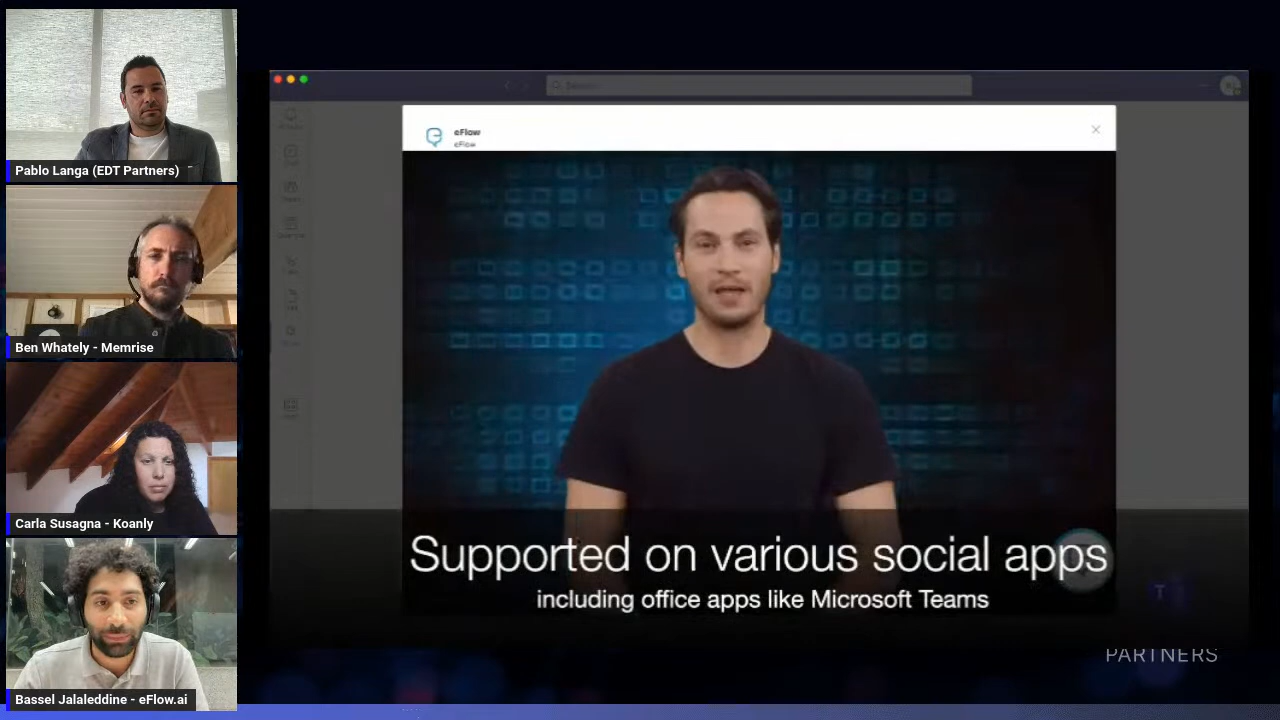 Pablo Langa (EDT Partners)
Ben Whately - Memrise
Carla Susagna - Koanly
Bassel Jalaleddine - eFlow.ai
eFlow
eFlow
Supported on various social apps
including office apps like Microsoft Teams
T
PARTNERS